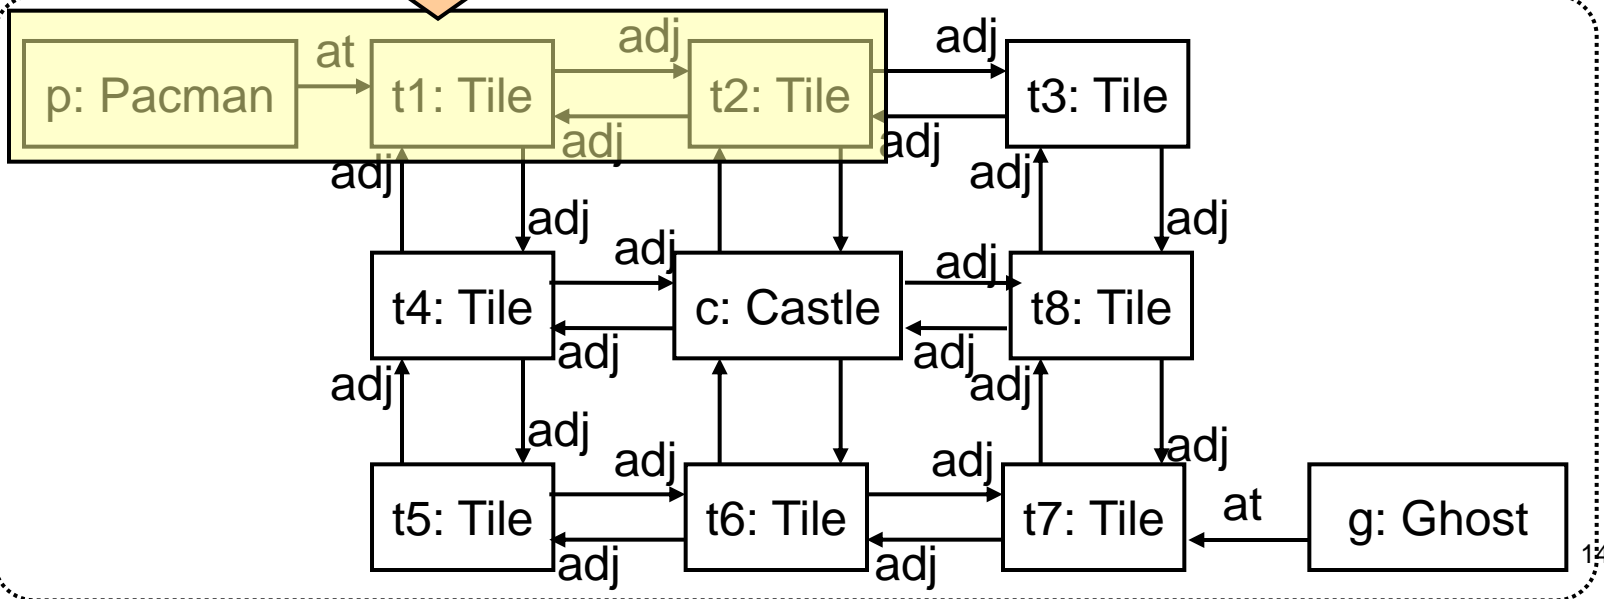 at adj adj
p: Pacman t1: Tile t2: Tile t3: Tile
adj adj adj
adj adj
adj adj
adj adj
t4: Tile c: Castle t8: Tile
adj adj
adj adj
adj adj
adj adj
t5: Tile t6: Tile t7: Tile at g: Ghost
adj adj
14